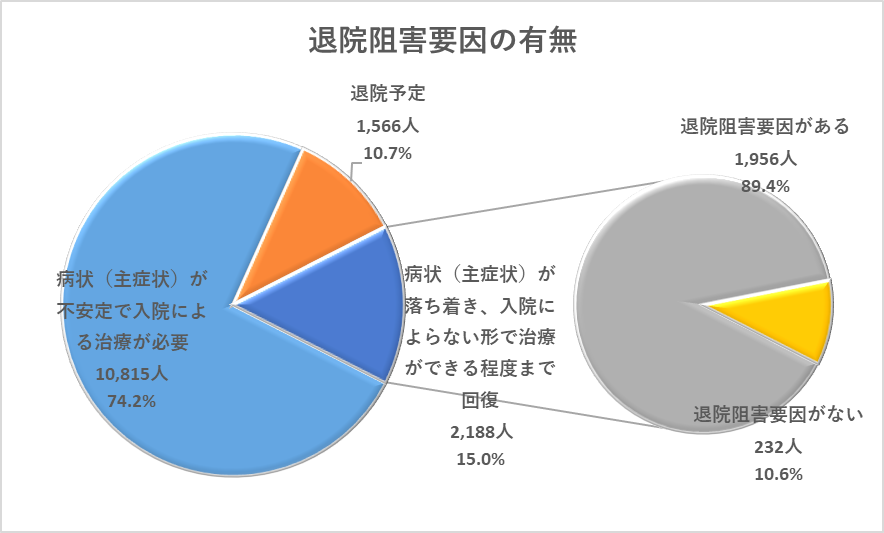 退院阻害要因の有無
退院予定
1,566人
10.7%
病状（主症状）が
不安定で入院によ
る治療が必要
10,815人
74.2%
病状（主症状）が
落ち着き、入院に
よらない形で治療
ができる程度まで
回復
2,188人
15.0%
退院阻害要因がある
1,956人
89.4%
退院阻害要因がない
232人
10.6%